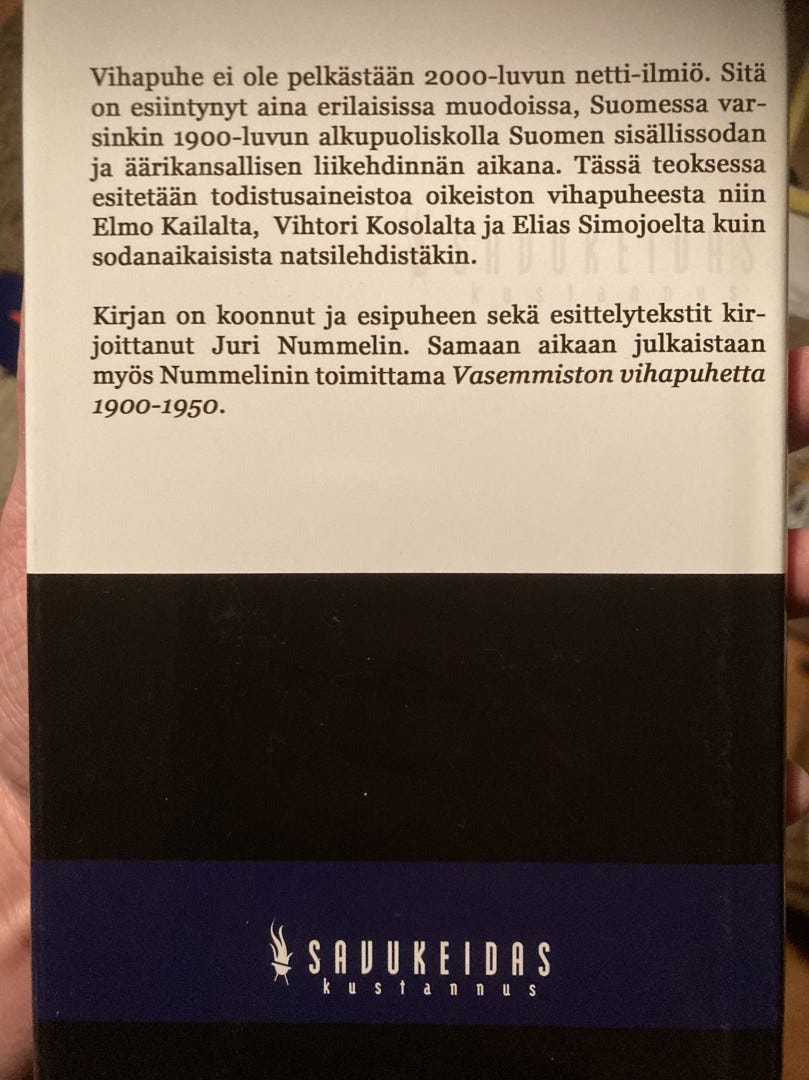 Vihapuhe ei ole pelkästään 2000-luvun netti-ilmiö. Sitä
on esiintynyt aina erilaisissa muodoissa, Suomessa var-
sinkin 1900-luvun alkupuoliskolla Suomen sisällissodan
ja äärikansallisen liikehdinnän aikana. Tässä teoksessa
esitetään todistusaineistoa oikeiston vihapuheesta niin
Elmo Kailalta, Vihtori Kosolalta ja Elias Simojoelta kuin
sodanaikaisista natsilehdistäkin.
Kirjan on koonnut ja esipuheen sekä esittelytekstit kir-
joittanut Juri Nummelin. Samaan aikaan julkaistaan
myös Nummelinin toimittama Vasemmiston vihapuhetta
1900-1950.
SAVUKEIDAS
kustannus